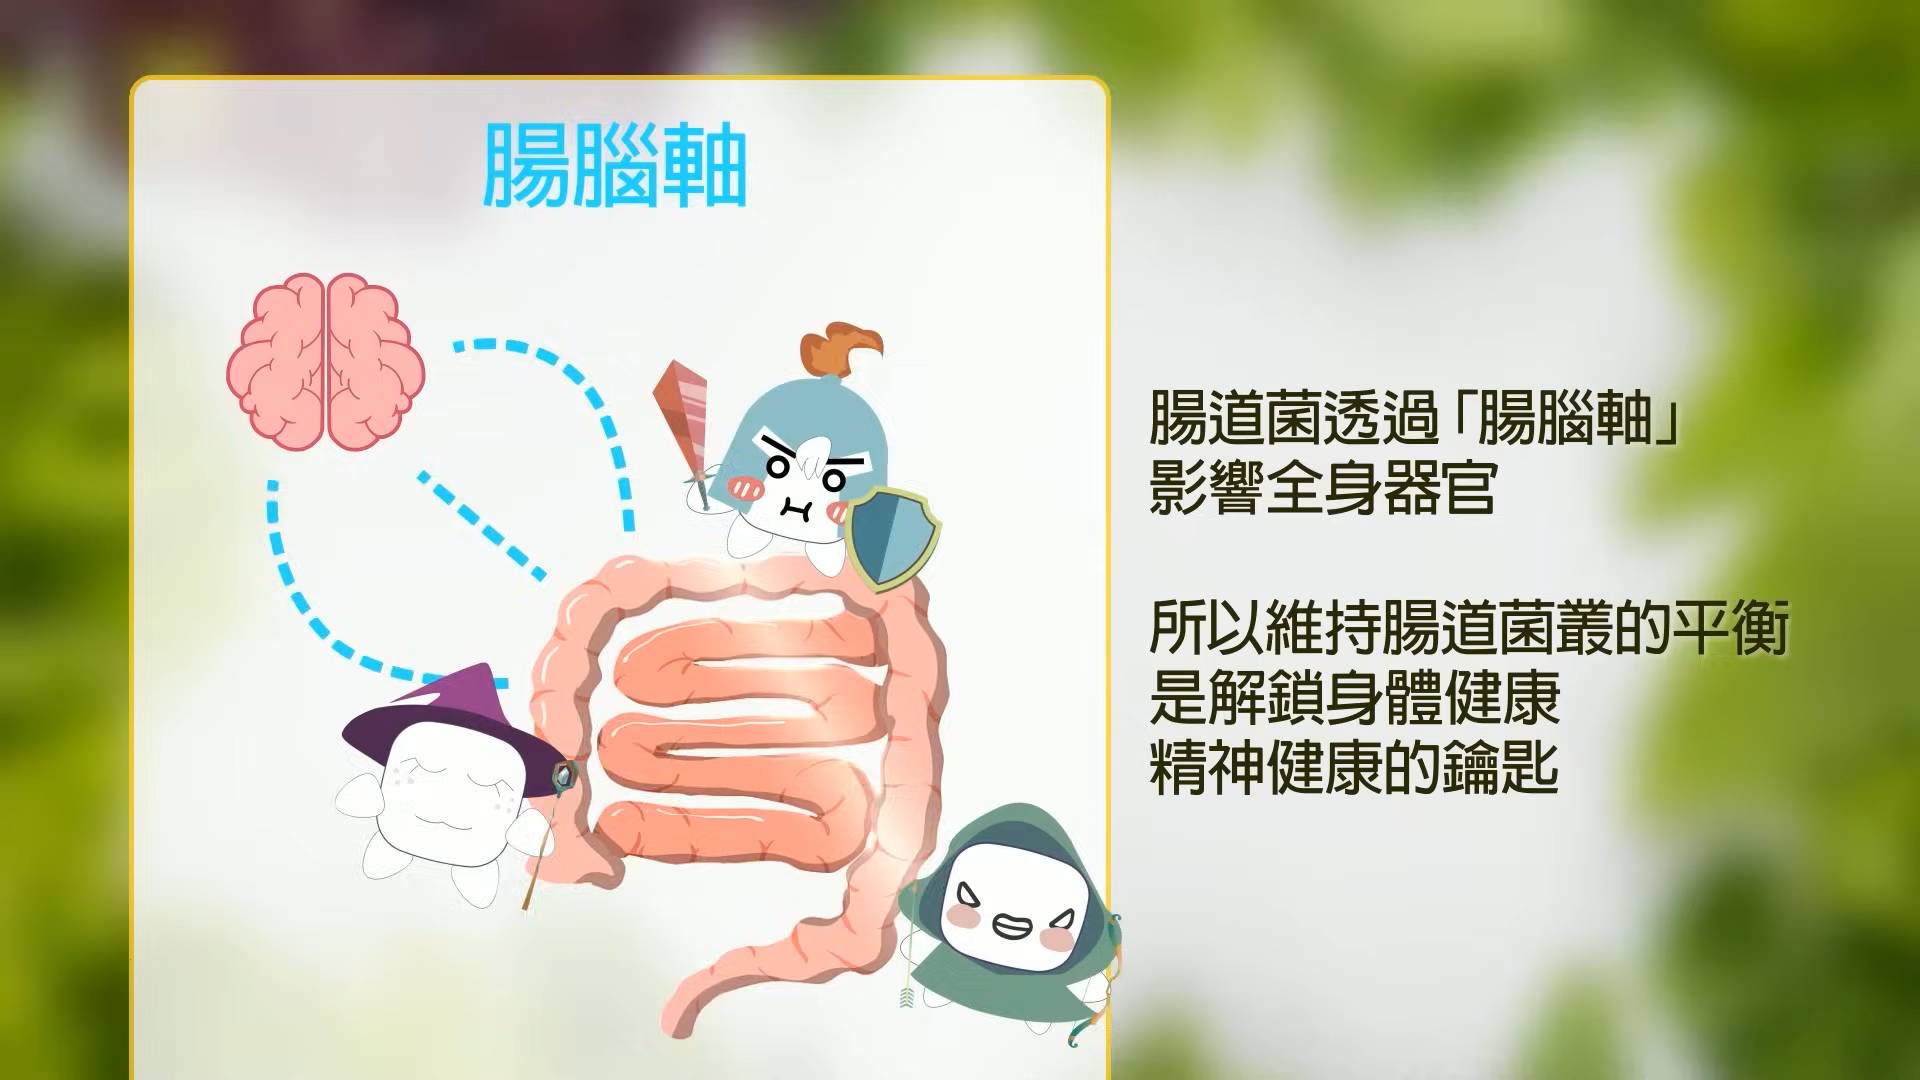 腸腦軸
腸道菌透過「腸腦軸」
影響全身器官
所以維持腸道菌叢的平衡
是解鎖身體健康
精神健康的鑰匙